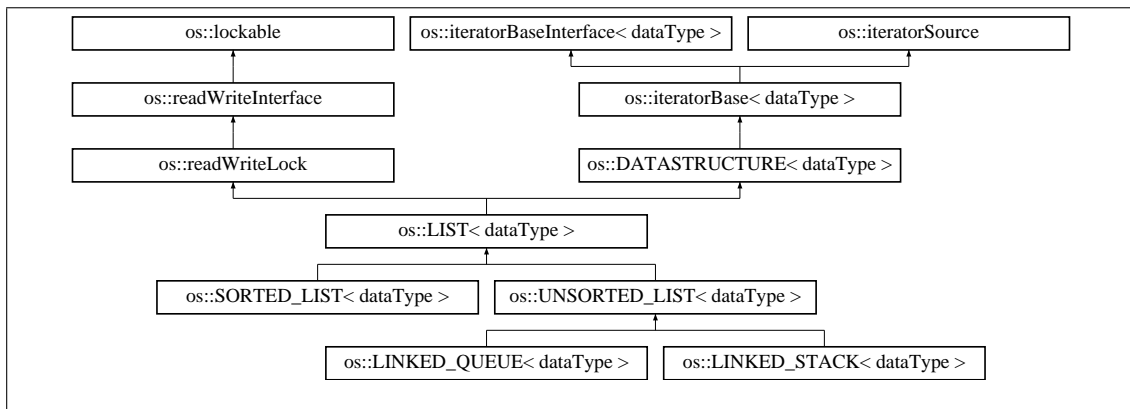 os::lockable
os::iteratorBaseInterface< dataType >
os::iteratorSource
os::readWriteInterface
os::iteratorBase< dataType >
os::readWriteLock
os::DATASTRUCTURE< dataType >
os::LIST< dataType >
os::SORTED_LIST< dataType >
os::UNSORTED_LIST< dataType >
os::LINKED_QUEUE< dataType >
os::LINKED_STACK< dataType >